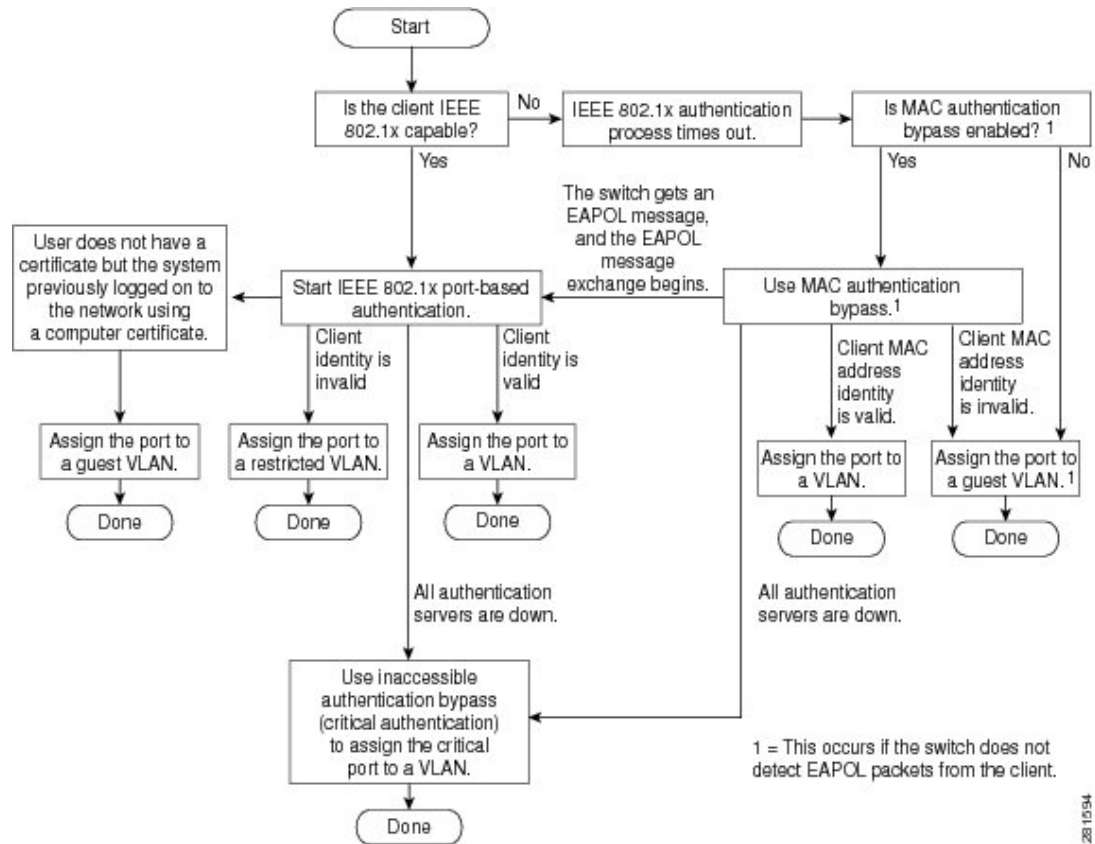 Start
Is the client IEEE
802.1x capable?
No
IEEE 802.1x authentication
process times out.
Is MAC authentication
bypass enabled? 1
Yes
Yes
No
The switch gets an
EAPOL message,
and the EAPOL
message
exchange begins.
User does not have a
certificate but the system
previously logged on to
the network using
a computer certificate.
Start IEEE 802.1x port-based
authentication.
Use MAC authentication
bypass.1
Client
identity is
invalid
Client
identity is
valid
Client MAC
address
identity
is valid.
Client MAC
address
identity
is invalid.
Assign the port to
a guest VLAN.
Assign the port to
a restricted VLAN.
Assign the port to
a VLAN.
Assign the port to
a VLAN.
Assign the port to
a guest VLAN.1
Done
Done
Done
Done
Done
All authentication
servers are down.
All authentication
servers are down.
Use inaccessible
authentication bypass
(critical authentication)
to assign the critical
port to a VLAN.
1 = This occurs if the switch does not
detect EAPOL packets from the client.
Done
281594